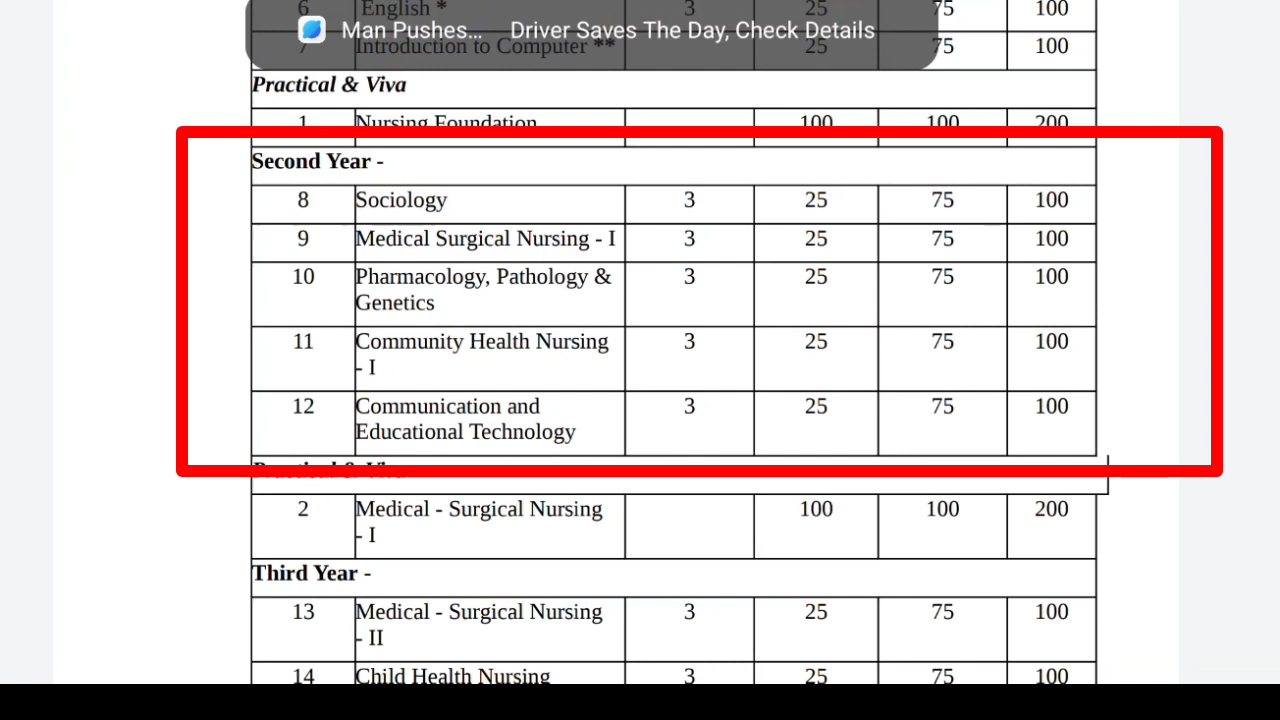 6 English * 3 25 75 100
Man Pushes... Driver Saves The Day, Check Details
7 Introduction to Computer ** 25 75 100
Practical & Viva
1 Nursing Foundation 100 100 200
Second Year -
8 Sociology 3 25 75 100
9 Medical Surgical Nursing - I 3 25 75 100
10 Pharmacology, Pathology & 3 25 75 100
Genetics
11 Community Health Nursing 3 25 75 100
- I
12 Communication and 3 25 75 100
Educational Technology
Practical & Viva
2 Medical - Surgical Nursing 100 100 200
- I
Third Year -
13 Medical - Surgical Nursing 3 25 75 100
- II
14 Child Health Nursing 3 25 75 100